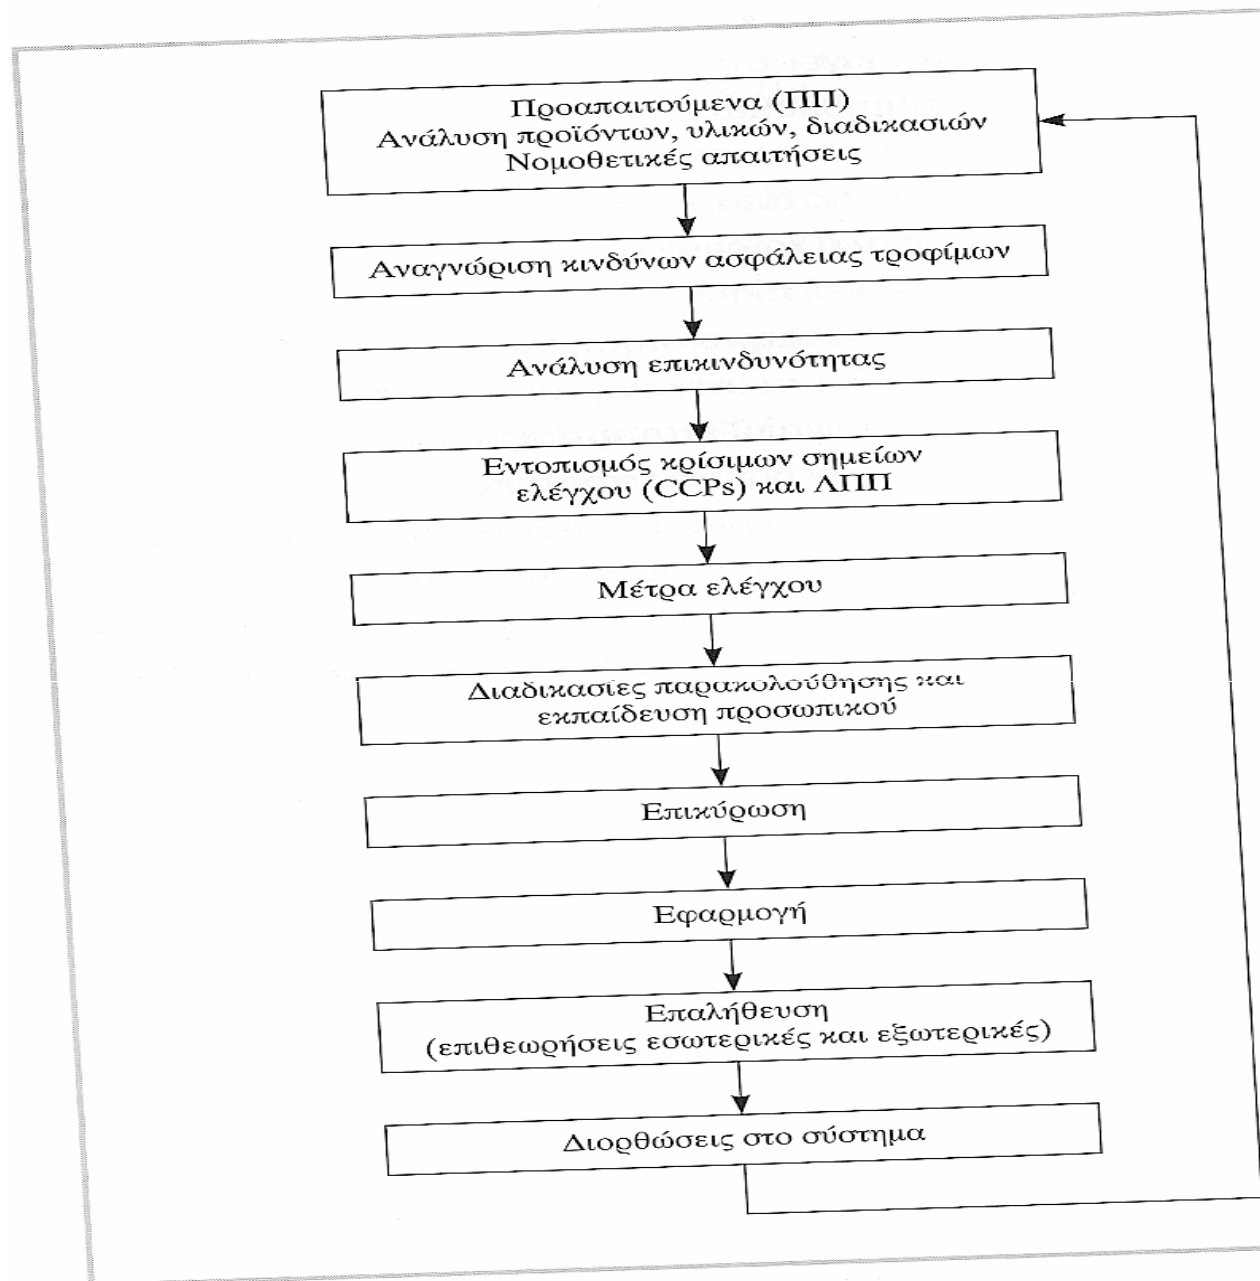 Προαπαιτούμενα (ΠΠ)
Ανάλυση προϊόντων, υλικών, διαδικασιών
Νομοθετικές απαιτήσεις
Αναγνώριση κινδύνων ασφάλειας τροφίμων
Ανάλυση επικινδυνότητας
Εντοπισμός κρίσιμων σημείων
ελέγχου (CCPs) και ΛΠΠ
Μέτρα ελέγχου
Διαδικασίες παρακολούθησης και
εκπαίδευση προσωπικού
Επικύρωση
Εφαρμογή
Επαλήθευση
(επιθεωρήσεις εσωτερικές και εξωτερικές)
Διορθώσεις στο σύστημα